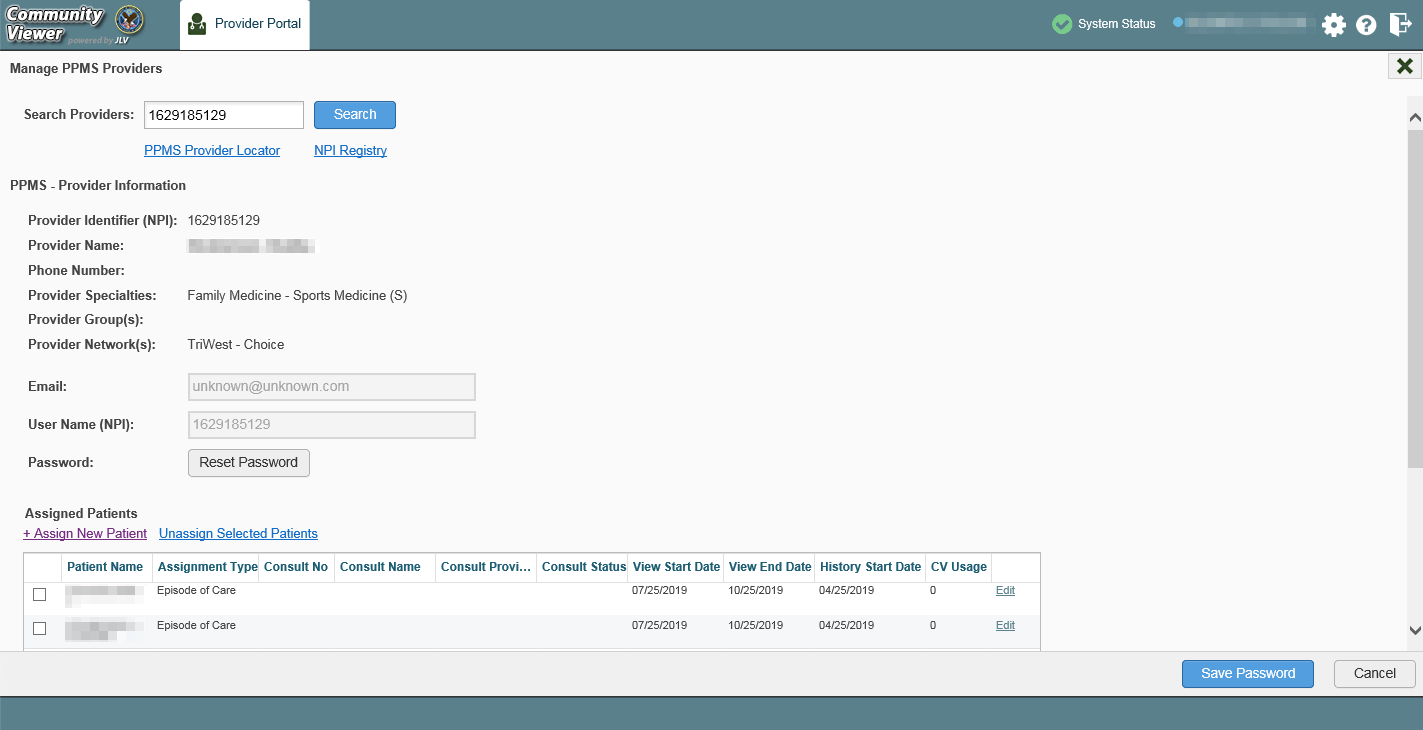 Community Viewer powered by JLV
Provider Portal
System Status
Manage PPMS Providers
Search Providers: 1629185129 Search
PPMS Provider Locator NPI Registry
PPMS - Provider Information
Provider Identifier (NPI): 1629185129
Provider Name:
Phone Number:
Provider Specialties: Family Medicine - Sports Medicine (S)
Provider Group(s):
Provider Network(s): TriWest - Choice
Email: unknown@unknown.com
User Name (NPI): 1629185129
Password: Reset Password
Assigned Patients
+ Assign New Patient Unassign Selected Patients
Patient Name Assignment Type Consult No Consult Name Consult Provi... Consult Status View Start Date View End Date History Start Date CV Usage
Episode of Care 07/25/2019 10/25/2019 04/25/2019 0 Edit
Episode of Care 07/25/2019 10/25/2019 04/25/2019 0 Edit
Save Password Cancel